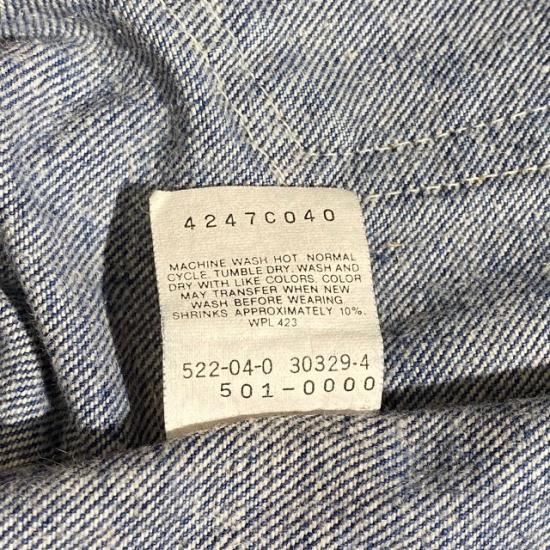 4247C040
MACHINE WASH HOT. NORMAL
CYCLE. TUMBLE DRY. WASH AND
DRY WITH LIKE COLORS. COLOR
MAY TRANSFER WHEN NEW
WASH BEFORE WEARING.
SHRINKS APPROXIMATELY 10%.
WPL 423
522-04-0 30329-4
501-0000